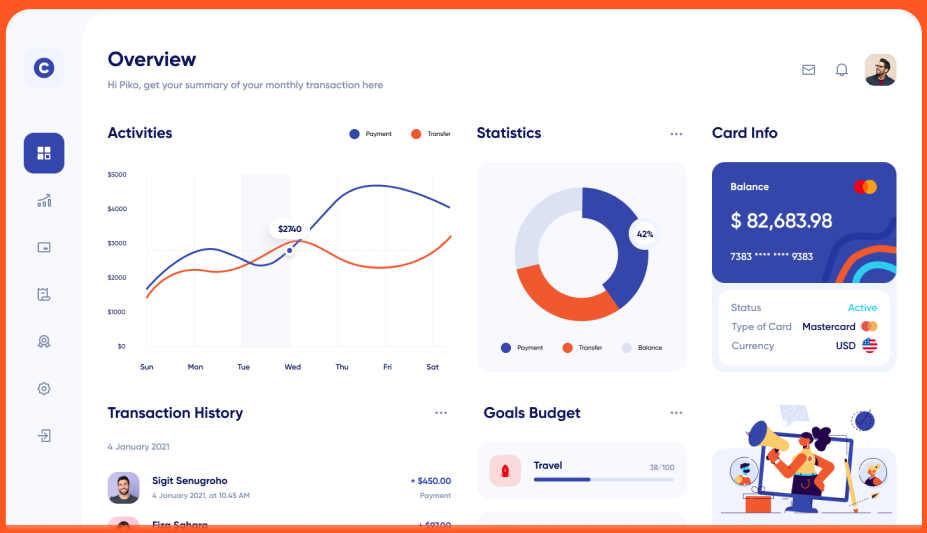 C
Overview
Hi Piko, get your summary of your monthly transaction here
Activities
Payment
Transfer
$5000
$4000
$3000
$2000
$1000
$0
$2740
Sun Mon Tue Wed Thu Fri Sat
Statistics
42%
Payment
Transfer
Balance
Card Info
Balance
$ 82,683.98
7383 **** **** 9383
Status Active
Type of Card Mastercard
Currency USD
Transaction History
4 January 2021
Sigit Senugroho + $450.00
4 January 2021, at 10.45 AM Payment
Fiza Sahara + $87.00
Goals Budget
Travel 38/100